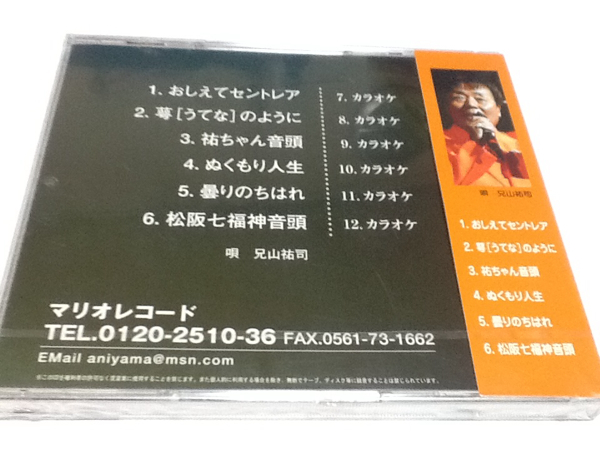 1. おしえてセントレア
2. 萼[うてな]のように
3. 祐ちゃん音頭
4. ぬくもり人生
5. 曇りのちはれ
6. 松阪七福神音頭
唄 兄山祐司
7. カラオケ
8. カラオケ
9. カラオケ
10. カラオケ
11. カラオケ
12. カラオケ
マリオレコード
TEL.0120-2510-36 FAX.0561-73-1662
EMail aniyama@msn.com
唄 兄山祐司
1. おしえてセントレア
2. 萼[うてな]のように
3. 祐ちゃん音頭
4. ぬくもり人生
5. 曇りのちはれ
6. 松阪七福神音頭